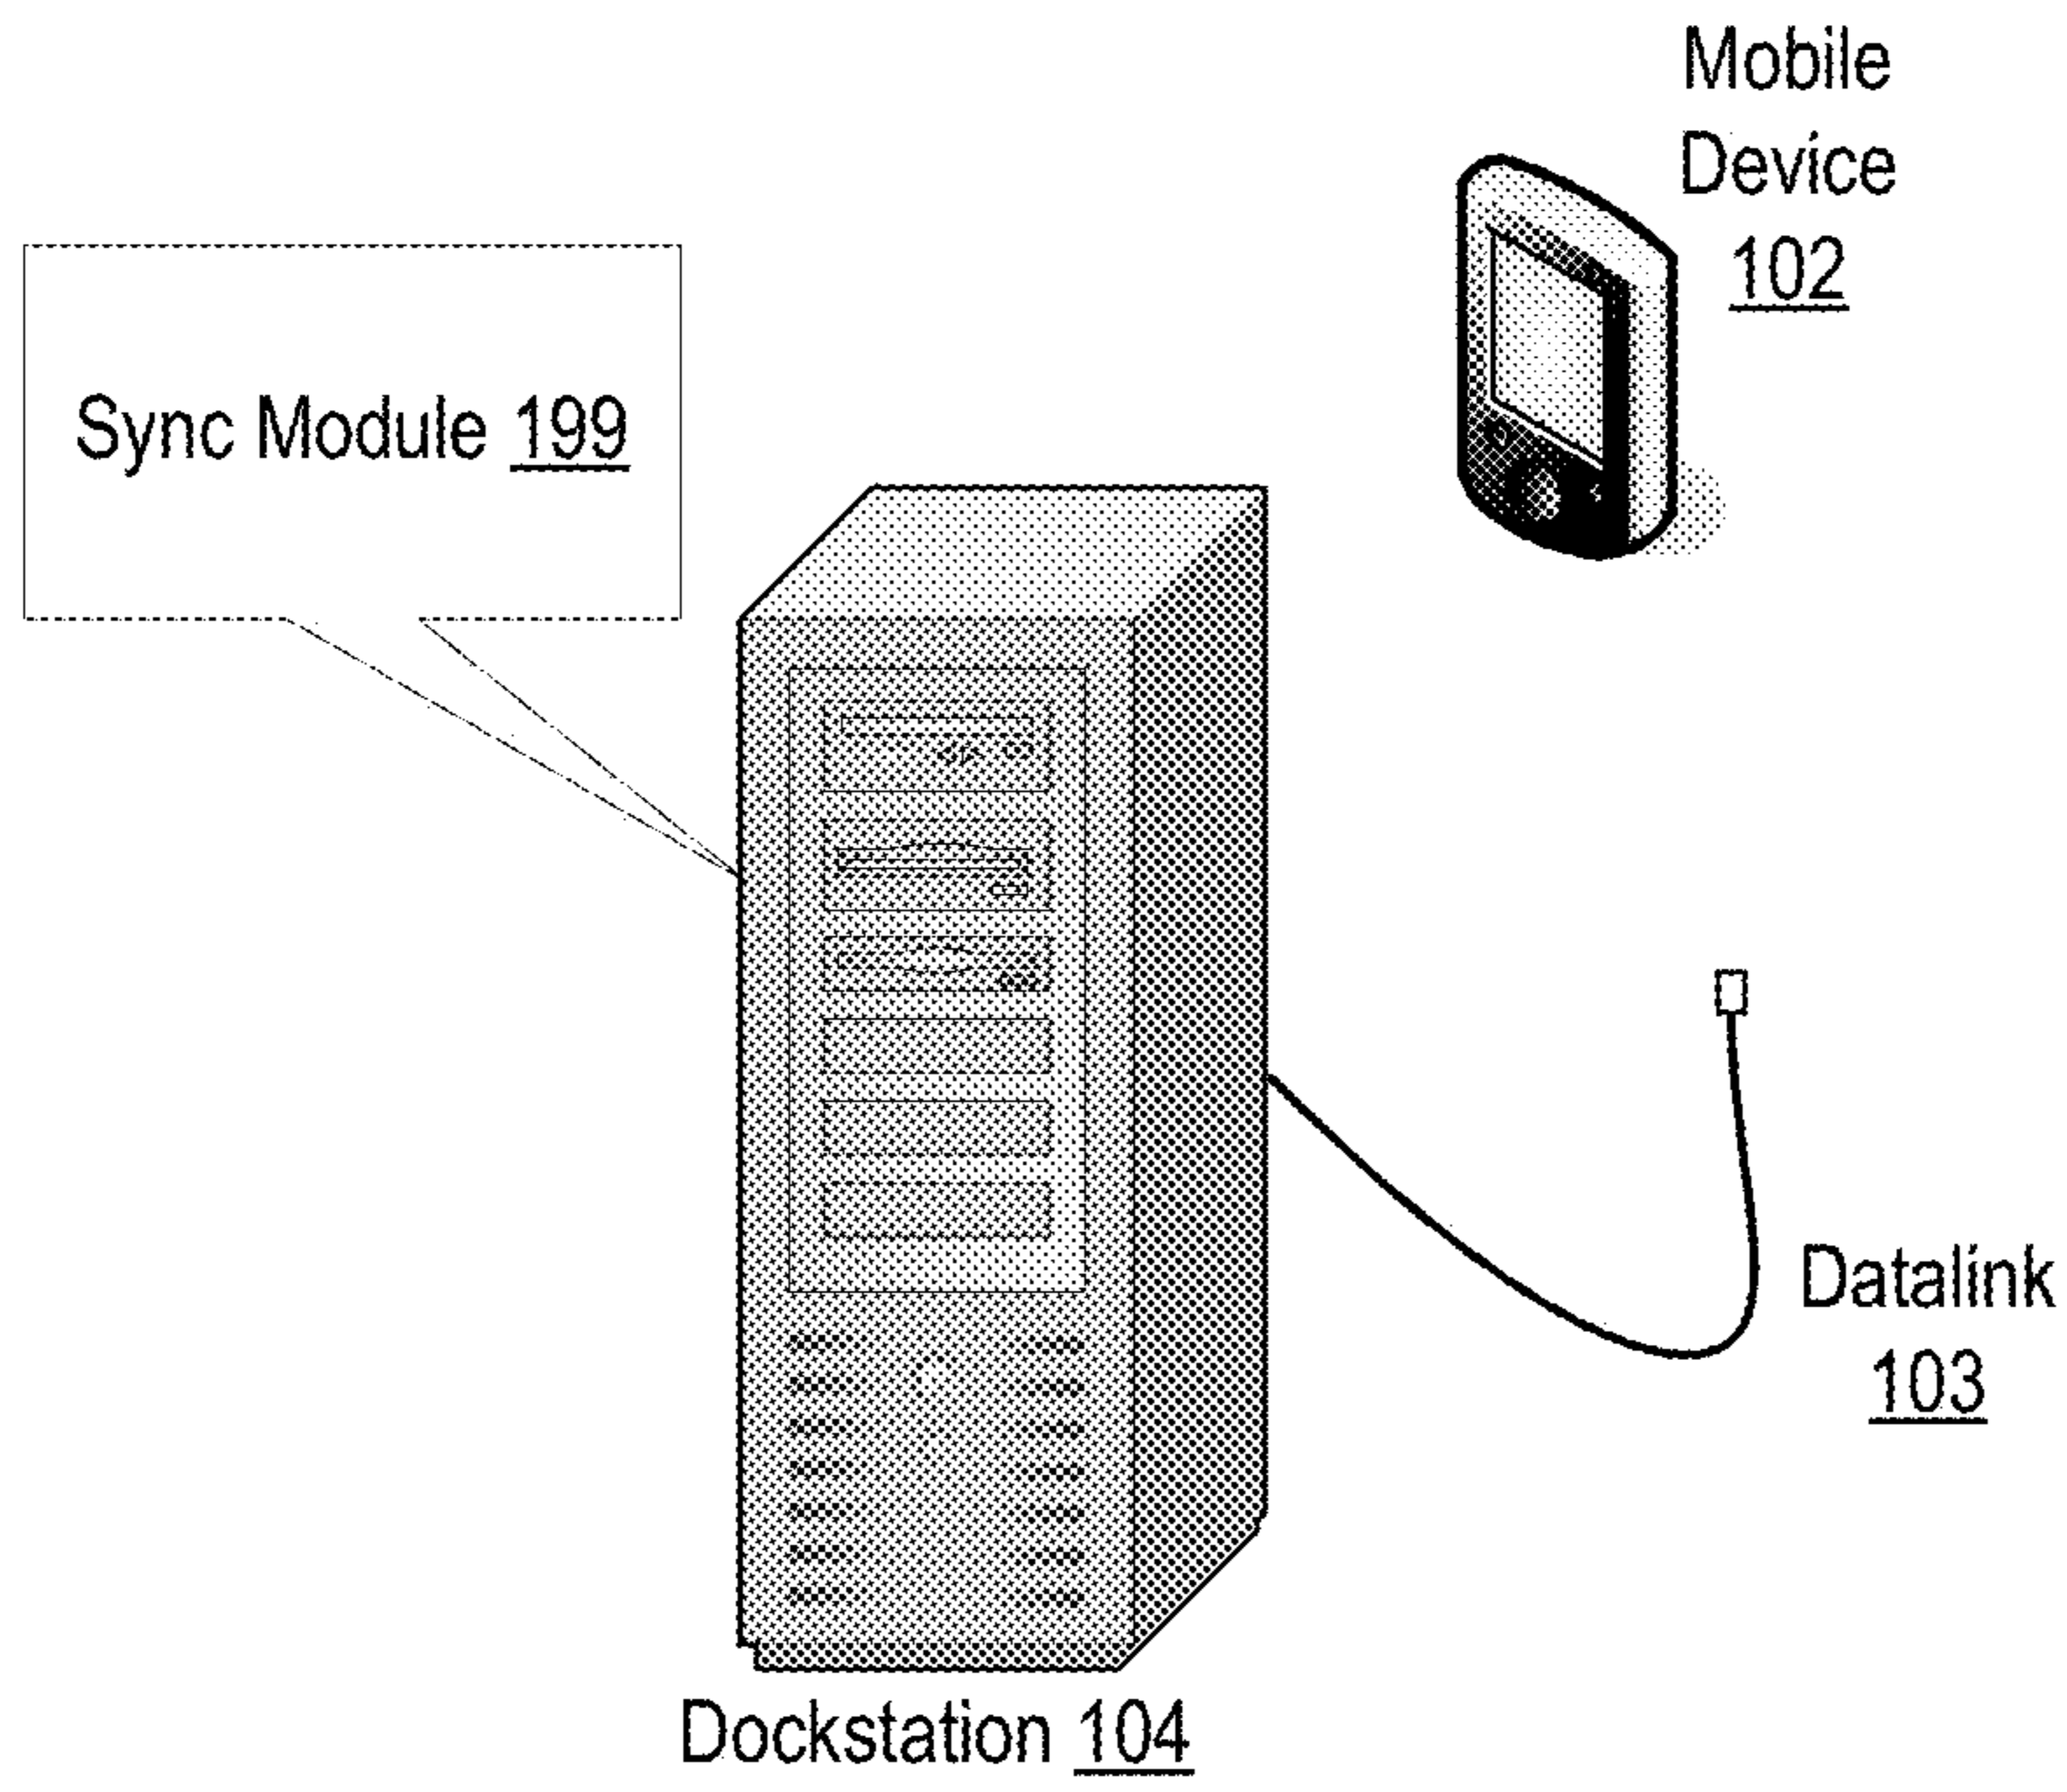 Mobile
Device
102
Sync Module 199
Datalink
103
Dockstation 104